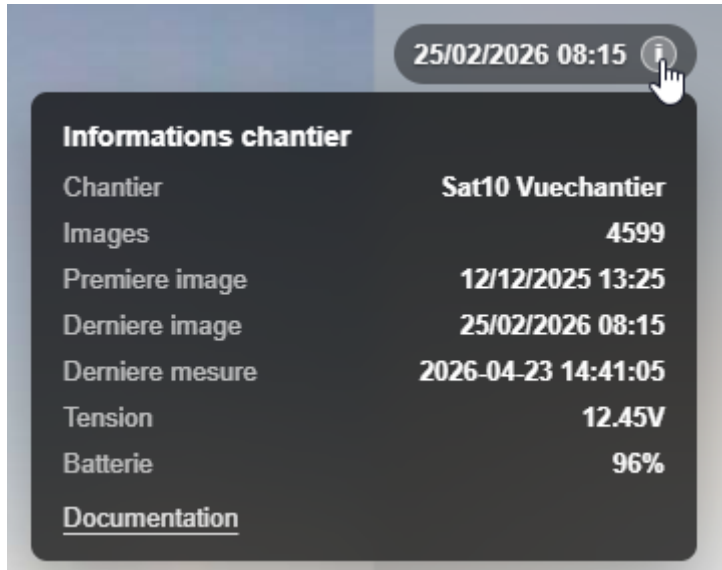 25/02/2026 08:15 i
Informations chantier
Chantier Sat10 Vuechantier
Images 4599
Premiere image 12/12/2025 13:25
Derniere image 25/02/2026 08:15
Derniere mesure 2026-04-23 14:41:05
Tension 12.45V
Batterie 96%
Documentation